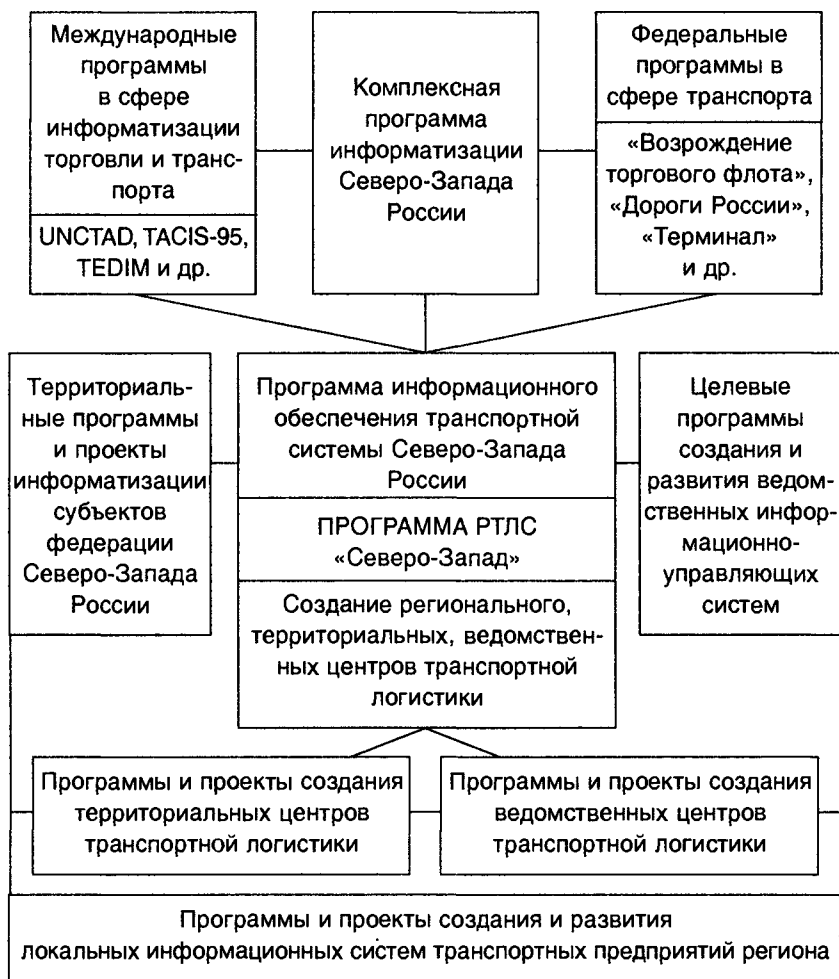 Международные
программы
в сфере
информатизации
торговли и транс-
порта
UNCTAD, TACIS-95,
TEDIM и др.
Комплексная
программа
информатизации
Северо-Запада
России
Федеральные
программы в
сфере транспорта
«Возрождение
торгового флота»,
«Дороги России»,
«Терминал»
и др.
Территориаль-
ные программы
и проекты
информатизации
субъектов
федерации
Северо-Запада
России
Программа информационного
обеспечения транспортной
системы Северо-Запада
России
ПРОГРАММА РТЛС
«Северо-Запад»
Создание регионального,
территориальных, ведомствен-
ных центров транспортной
логистики
Целевые
программы
создания и
развития ведом-
ственных инфор-
мационно-
управляющих
систем
Программы и проекты создания
территориальных центров
транспортной логистики
Программы и проекты создания
ведомственных центров
транспортной логистики
Программы и проекты создания и развития
локальных информационных систем транспортных предприятий региона